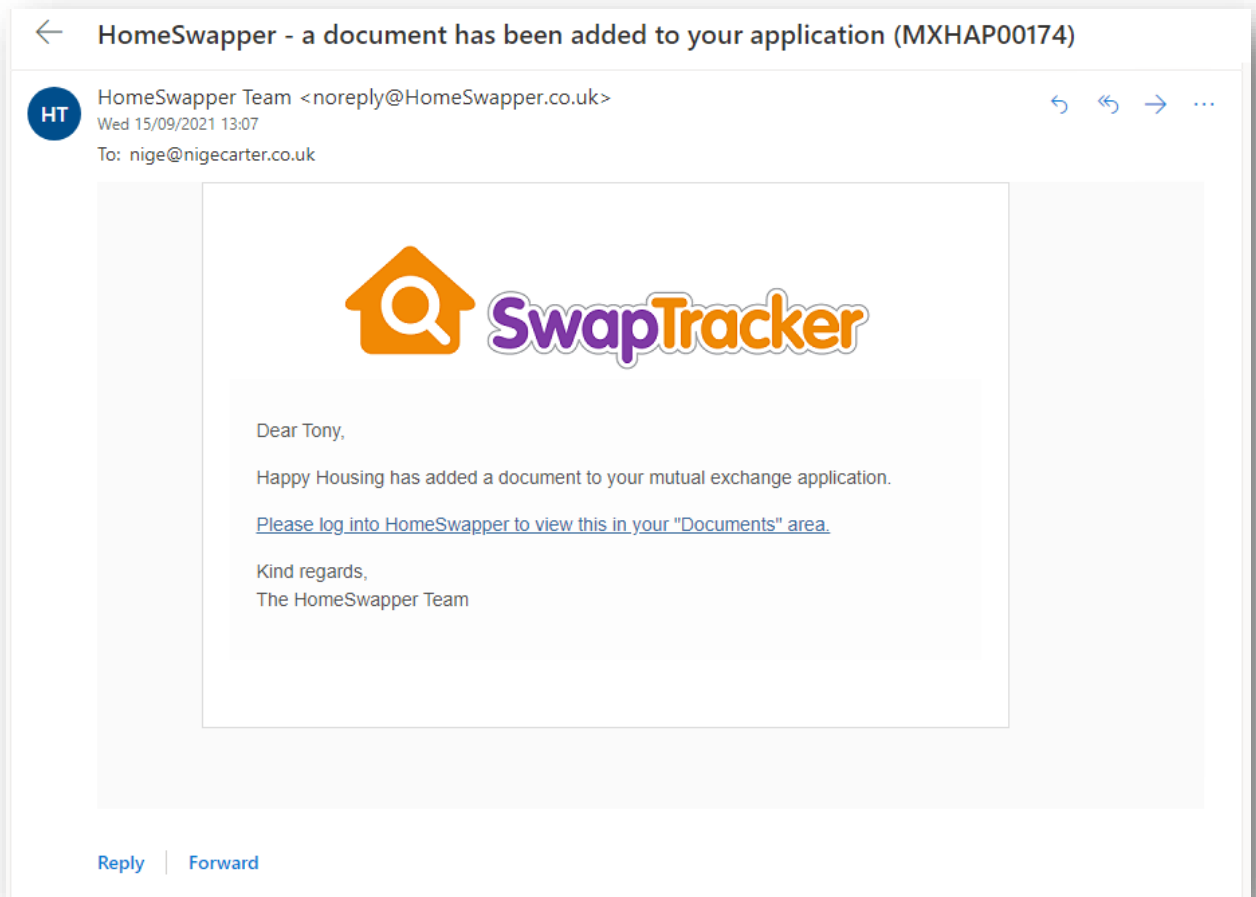 HomeSwapper - a document has been added to your application (MXHAP00174)
HT
HomeSwapper Team <noreply@HomeSwapper.co.uk>
Wed 15/09/2021 13:07
To: nige@nigecarter.co.uk
SwapTracker
Dear Tony,
Happy Housing has added a document to your mutual exchange application.
Please log into HomeSwapper to view this in your "Documents" area.
Kind regards,
The HomeSwapper Team
Reply
Forward